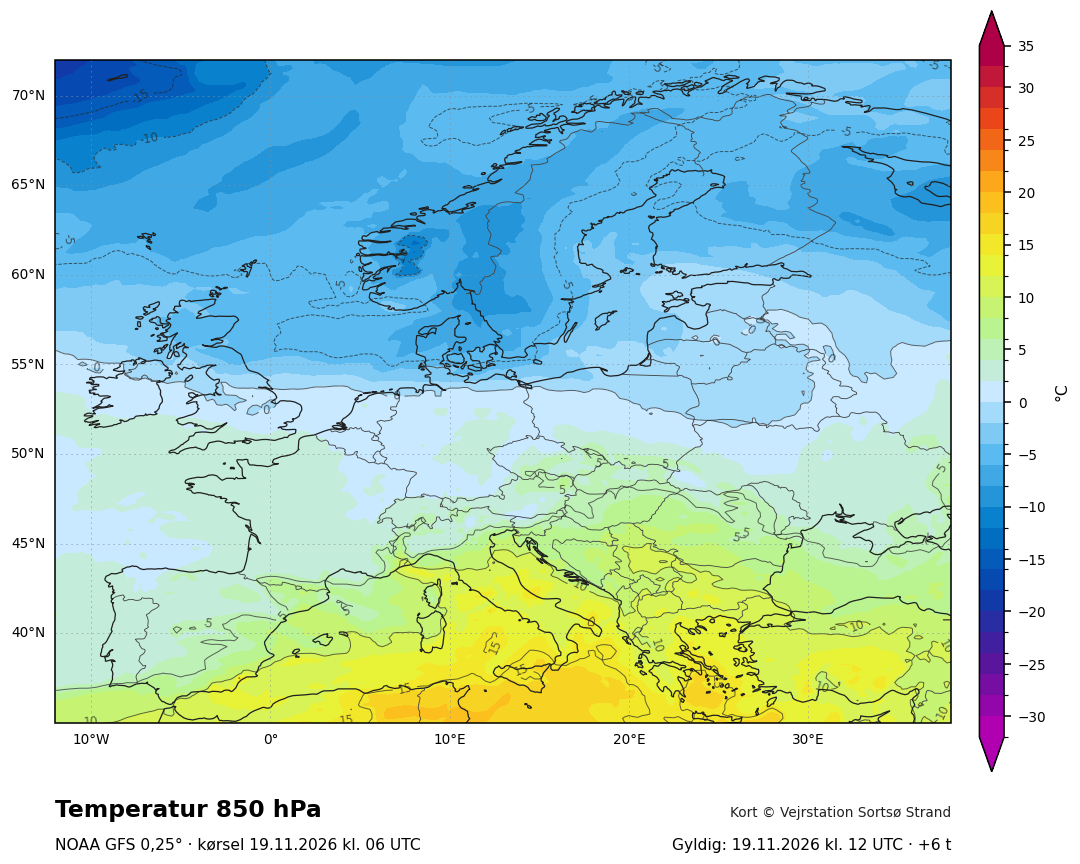 70°N
65°N
60°N
55°N
50°N
45°N
40°N
10°W
0°
10°E
20°E
30°E
35
30
25
20
15
10
5
0
−5
−10
−15
−20
−25
−30
°C
Temperatur 850 hPa
Kort © Vejrstation Sortsø Strand
NOAA GFS 0,25° · kørsel 19.11.2026 kl. 06 UTC
Gyldig: 19.11.2026 kl. 12 UTC · +6 t